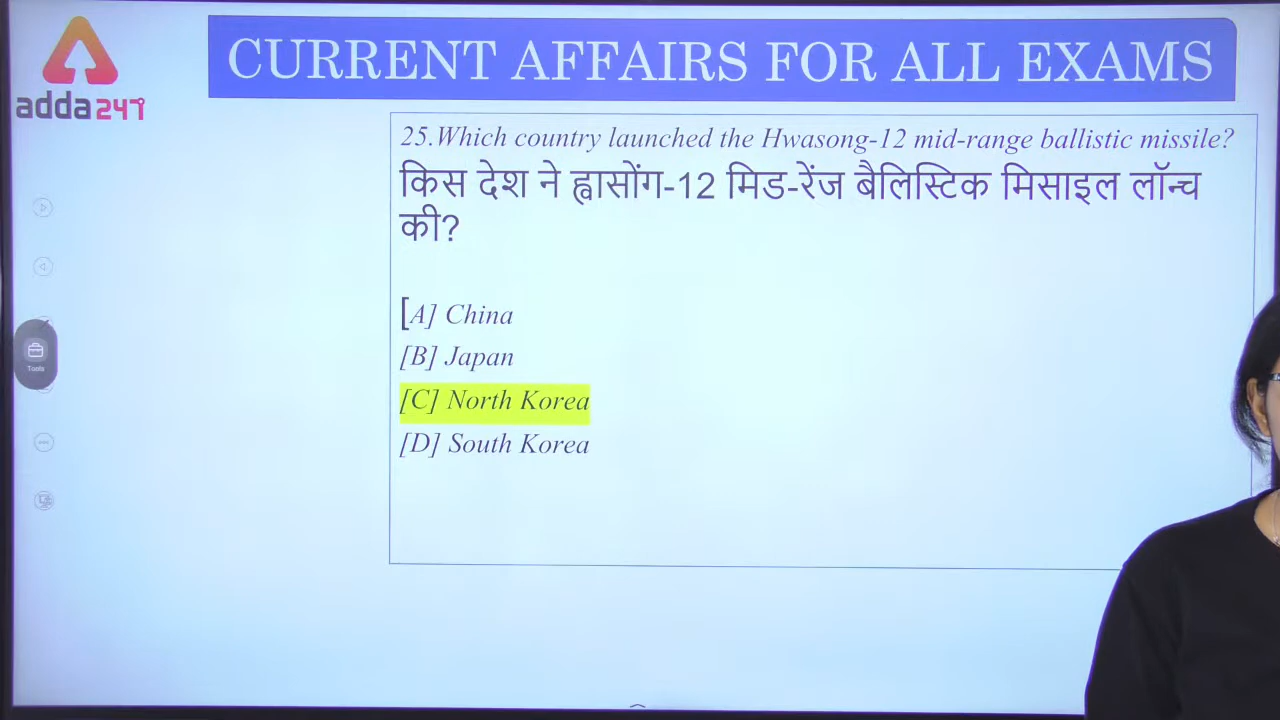 CURRENT AFFAIRS FOR ALL EXAMS
adda247
25.Which country launched the Hwasong-12 mid-range ballistic missile?
किस देश ने ह्वासोंग-12 मिड-रेंज बैलिस्टिक मिसाइल लॉन्च
की?
[A] China
[B] Japan
Tools
[C] North Korea
[D] South Korea